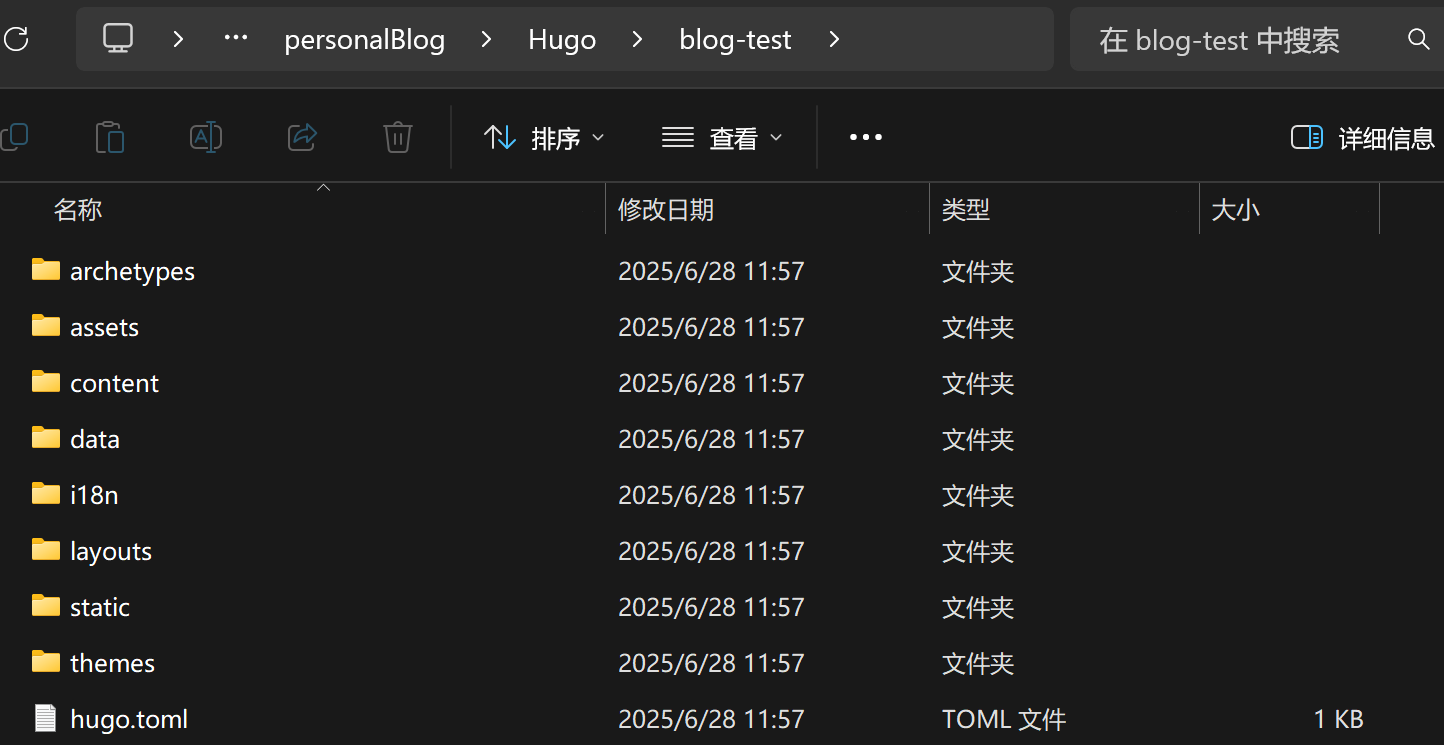 personalBlog > Hugo > blog-test >
在 blog-test 中搜索
排序 查看 ••• 详细信息
名称 修改日期 类型 大小
archetypes 2025/6/28 11:57 文件夹
assets 2025/6/28 11:57 文件夹
content 2025/6/28 11:57 文件夹
data 2025/6/28 11:57 文件夹
i18n 2025/6/28 11:57 文件夹
layouts 2025/6/28 11:57 文件夹
static 2025/6/28 11:57 文件夹
themes 2025/6/28 11:57 文件夹
hugo.toml 2025/6/28 11:57 TOML 文件 1 KB